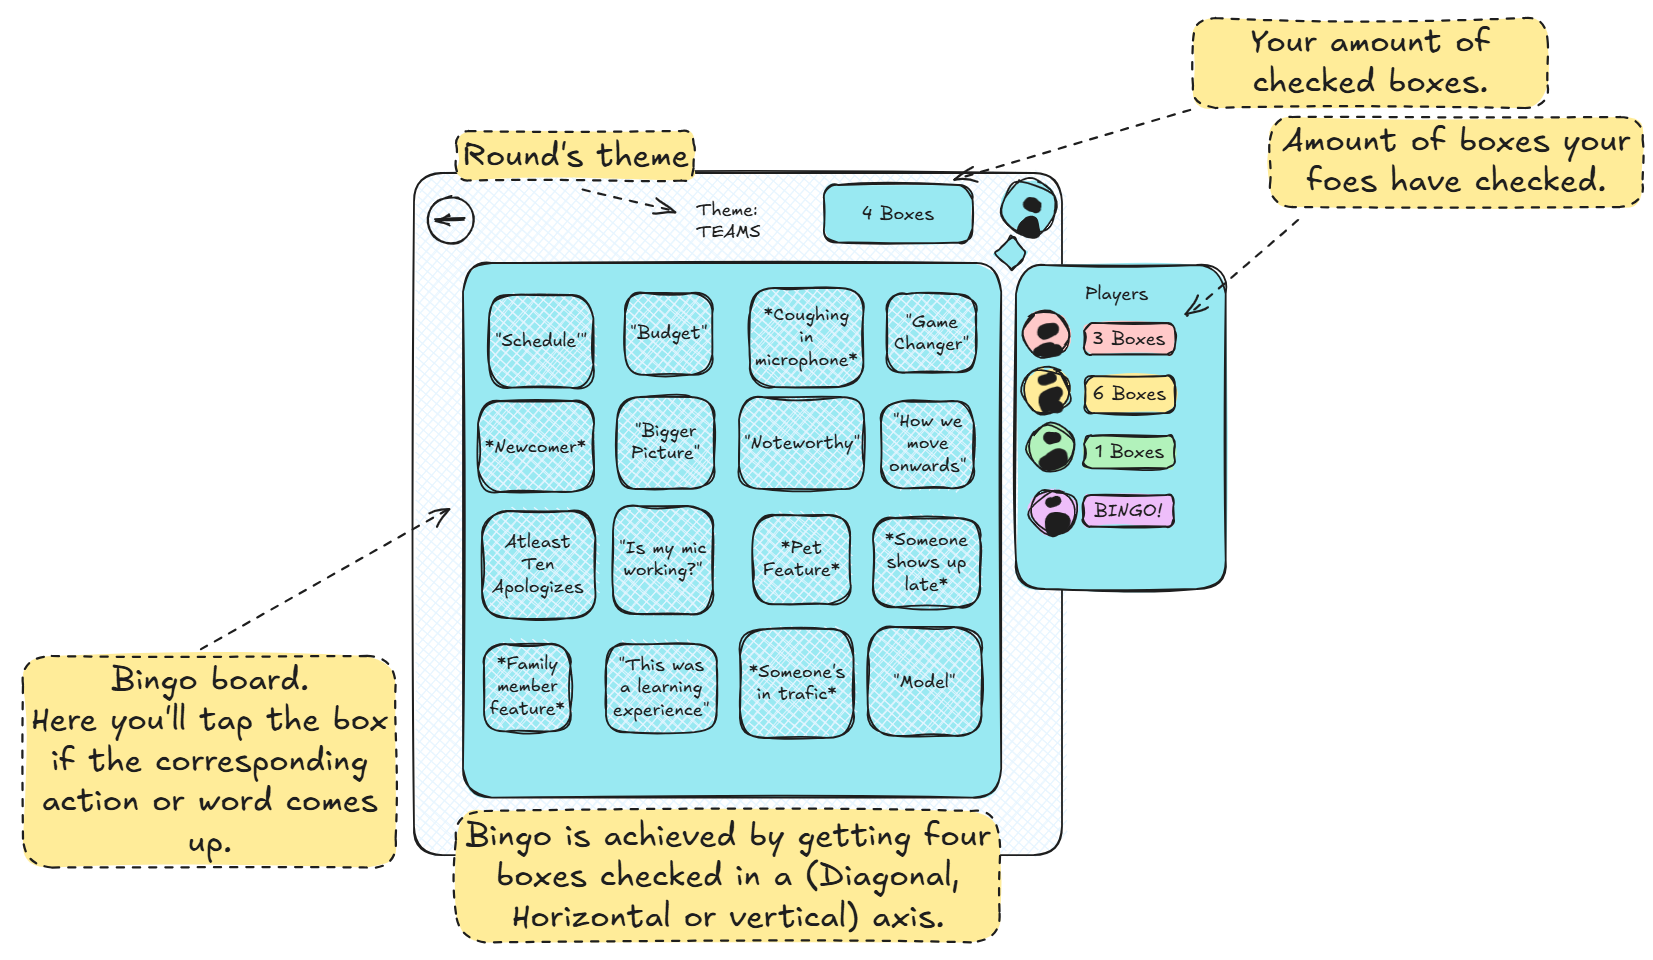 Your amount of
checked boxes.
Amount of boxes your
foes have checked.
Round's theme
Theme:
TEAMS
4 Boxes
Players
3 Boxes
6 Boxes
1 Boxes
BINGO!
"Schedule'"
"Budget"
*Coughing
in
microphone*
"Game
Changer"
*Newcomer*
"Bigger
Picture"
"Noteworthy"
"How we
move
onwards"
Atleast
Ten
Apologizes
"Is my mic
working?"
*Pet
Feature*
*Someone
shows up
late*
*Family
member
feature*
"This was
a learning
experience"
*Someone's
in trafic*
"Model"
Bingo board.
Here you'll tap the box
if the corresponding
action or word comes
up.
Bingo is achieved by getting four
boxes checked in a (Diagonal,
Horizontal or vertical) axis.